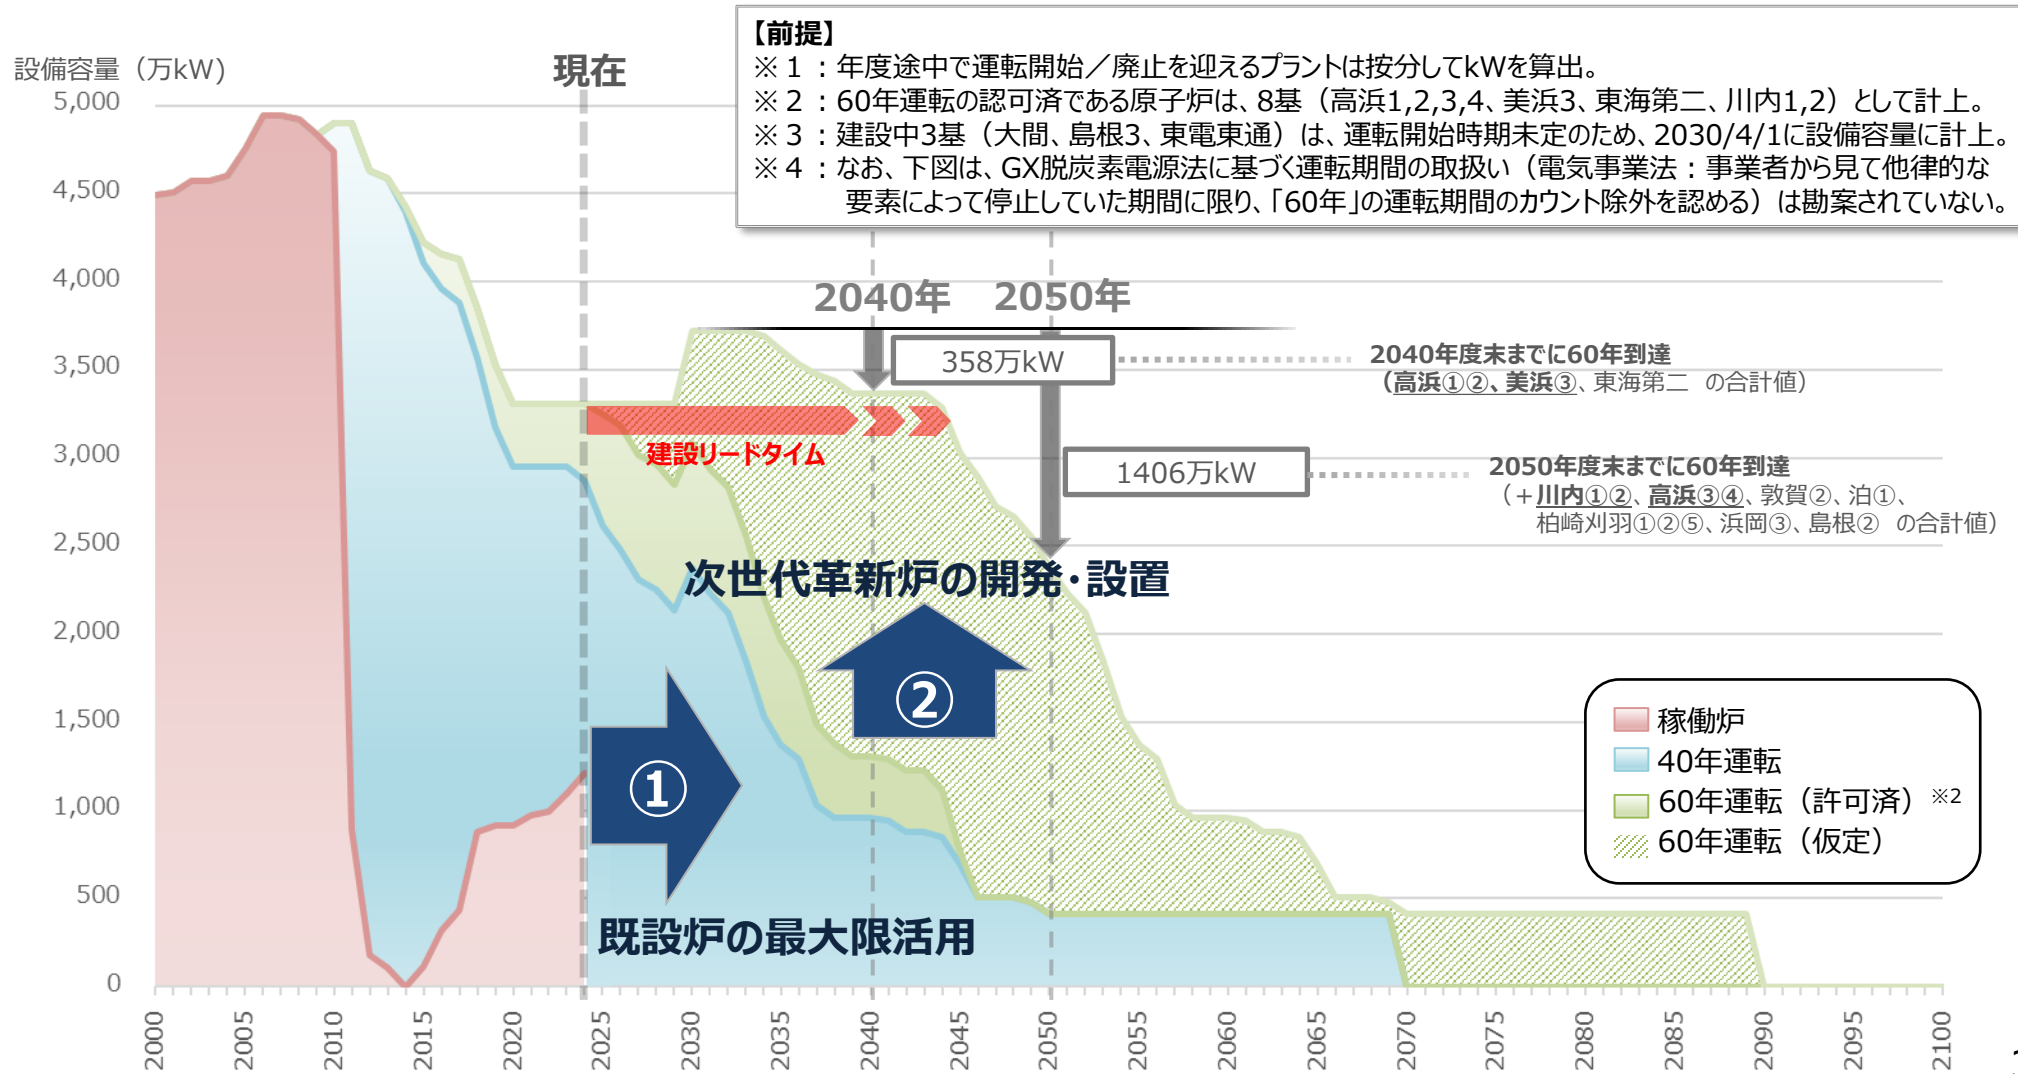 【前提】
※1：年度途中で運転開始／廃止を迎えるプラントは按分してkWを算出。
※2：60年運転の認可済である原子炉は、8基（高浜1,2,3,4、美浜3、東海第二、川内1,2）として計上。
※3：建設中3基（大間、島根3、東電東通）は、運転開始時期未定のため、2030/4/1に設備容量に計上。
※4：なお、下図は、GX脱炭素電源法に基づく運転期間の取扱い（電気事業法：事業者から見て他律的な
要素によって停止していた期間に限り、「60年」の運転期間のカウント除外を認める）は勘案されていない。
設備容量（万kW）
現在
5,000
4,500
4,000
3,500
3,000
2,500
2,000
1,500
1,000
500
0
2040年
2050年
358万kW
2040年度末までに60年到達
（高浜①②、美浜③、東海第二 の合計値）
建設リードタイム
1406万kW
2050年度末までに60年到達
（＋川内①②、高浜③④、敦賀②、泊①、
柏崎刈羽①②⑤、浜岡③、島根② の合計値）
次世代革新炉の開発・設置
②
①
既設炉の最大限活用
稼働炉
40年運転
60年運転（許可済）※2
60年運転（仮定）
2000
2005
2010
2015
2020
2025
2030
2035
2040
2045
2050
2055
2060
2065
2070
2075
2080
2085
2090
2095
2100